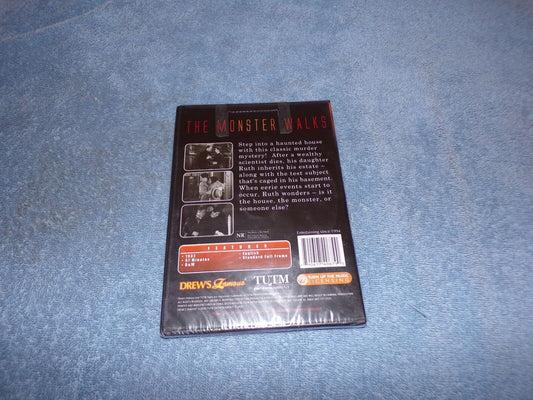 THE MONSTER WALKS
Step into a haunted house
with this classic murder
mystery! After a wealthy
scientist dies, his daughter
Ruth inherits his estate –
along with the test subject
that's caged in his basement.
When eerie events start to
occur, Ruth wonders – is it
the house, the monster, or
someone else?
NR
Entertaining since 1994
FEATURES
• 1932
• 57 Minutes
• B&W
• English
• Standard Full Frame
DREW'S Famous
TUTM
TURN UP THE MUSIC
LICENSING